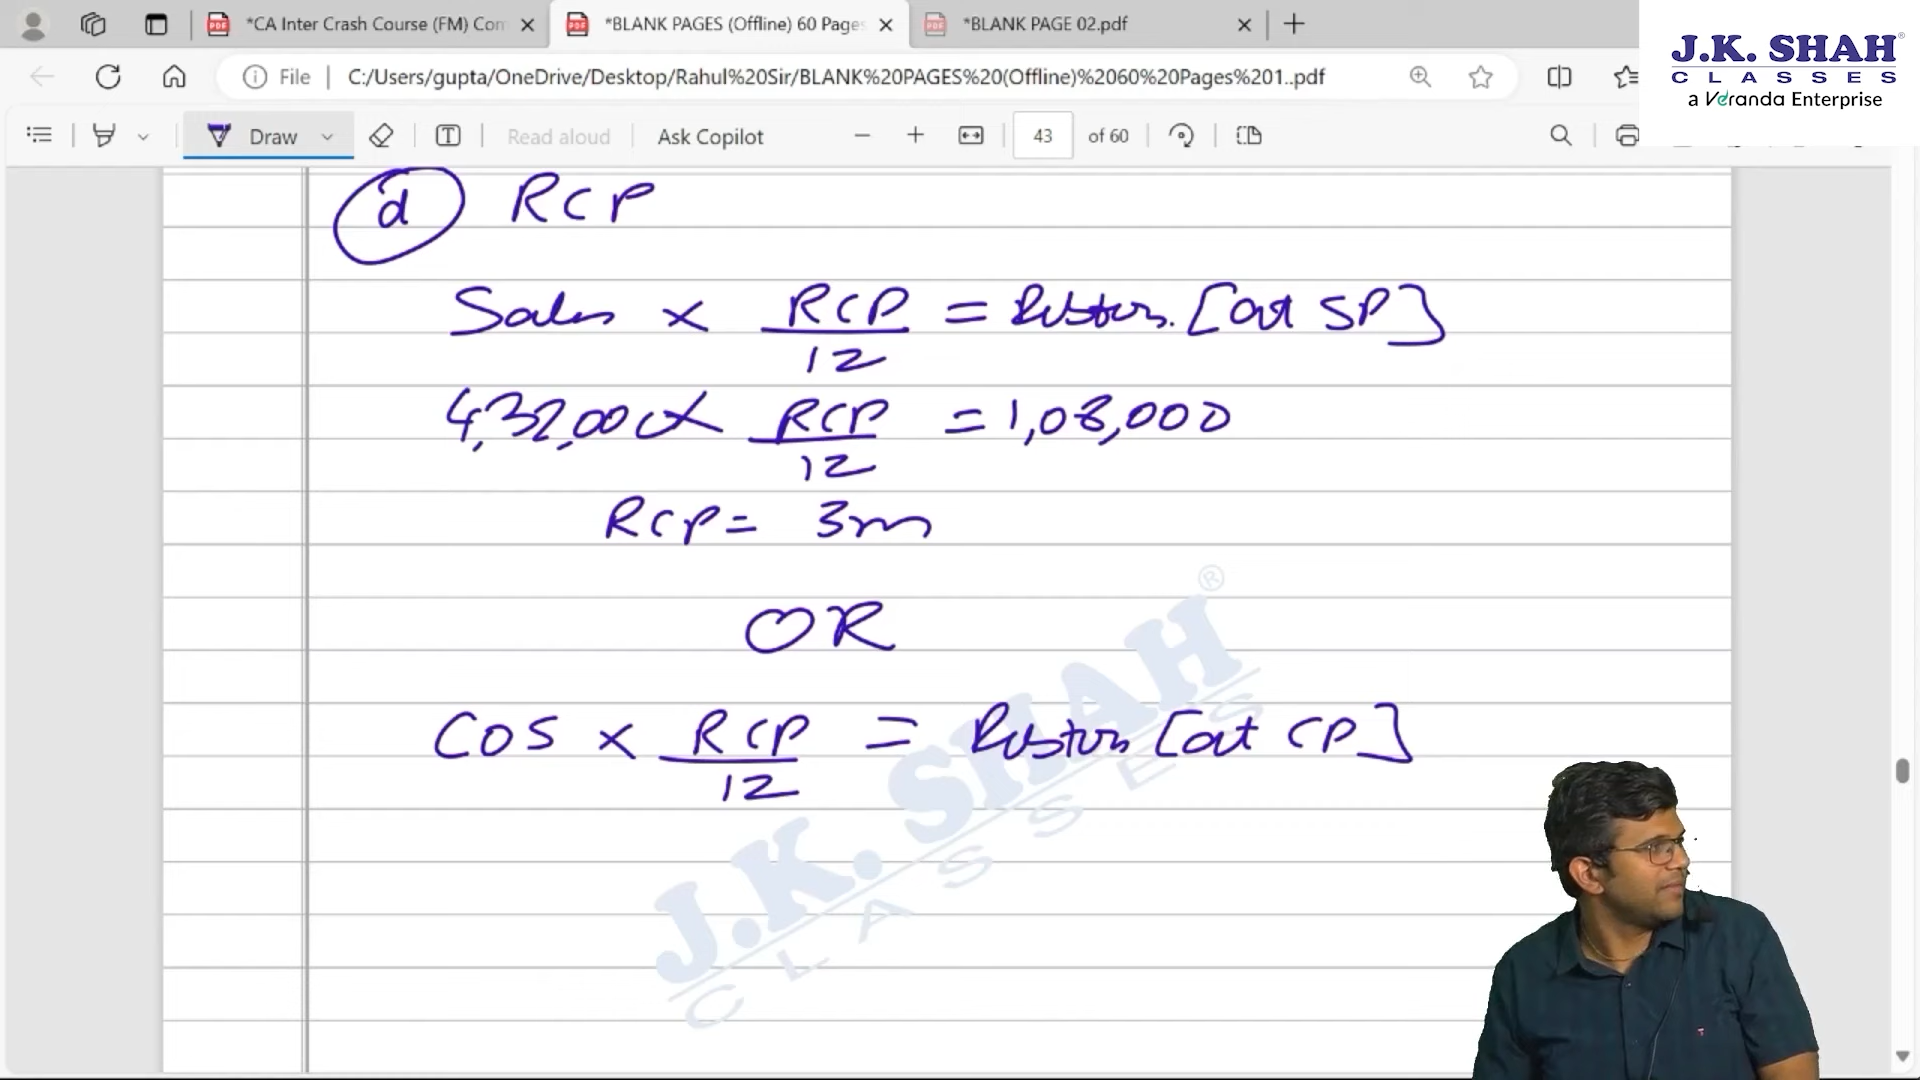 *CA Inter Crash Course (FM) Com
*BLANK PAGES (Offline) 60 Pages
*BLANK PAGE 02.pdf
J.K. SHAH®
CLASSES
a Veranda Enterprise
File
C:/Users/gupta/OneDrive/Desktop/Rahul%20Sir/BLANK%20PAGES%20(Offline)%2060%20Pages%201..pdf
Draw
Read aloud
Ask Copilot
43 of 60
d RCP
Sales × RCP/12 = [at SP]
4,32,000 × RCP/12 = 1,08,000
RCP = 3m
OR
COS × RCP/12 = [at CP]
J.K. SHAH®
CLASSES